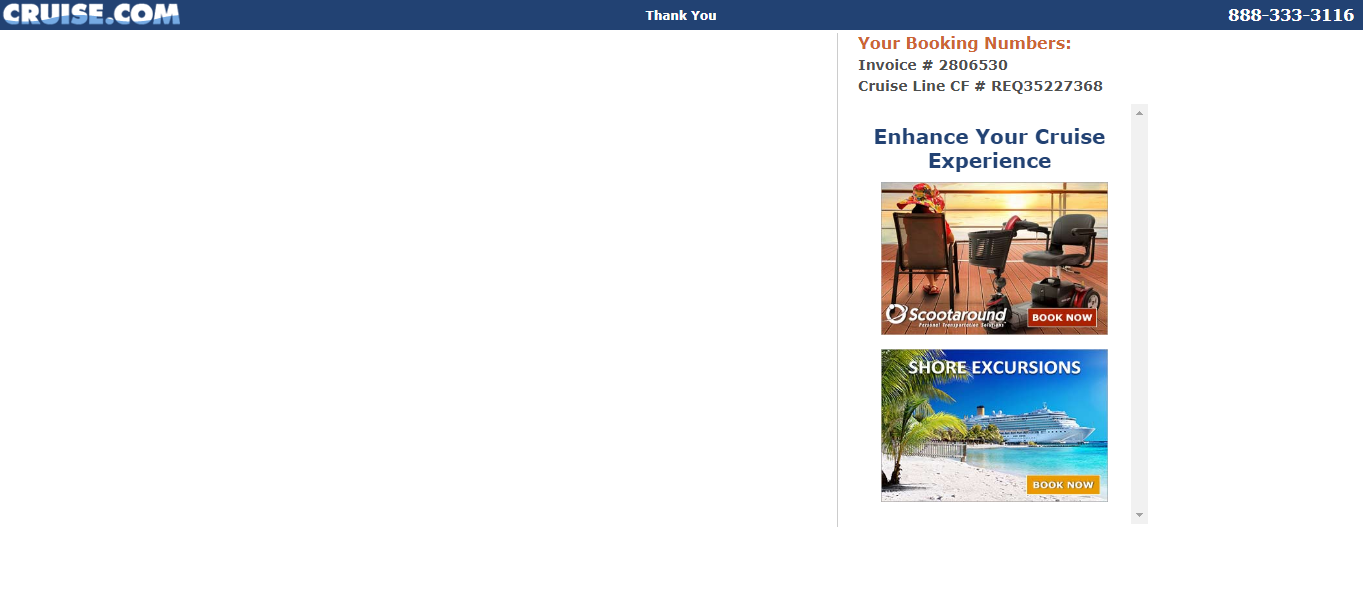 CRUISE.COM
Thank You
888-333-3116
Your Booking Numbers:
Invoice # 2806530
Cruise Line CF # REQ35227368
Enhance Your Cruise
Experience
Scootaround
Personal Transportation Solutions
BOOK NOW
SHORE EXCURSIONS
BOOK NOW